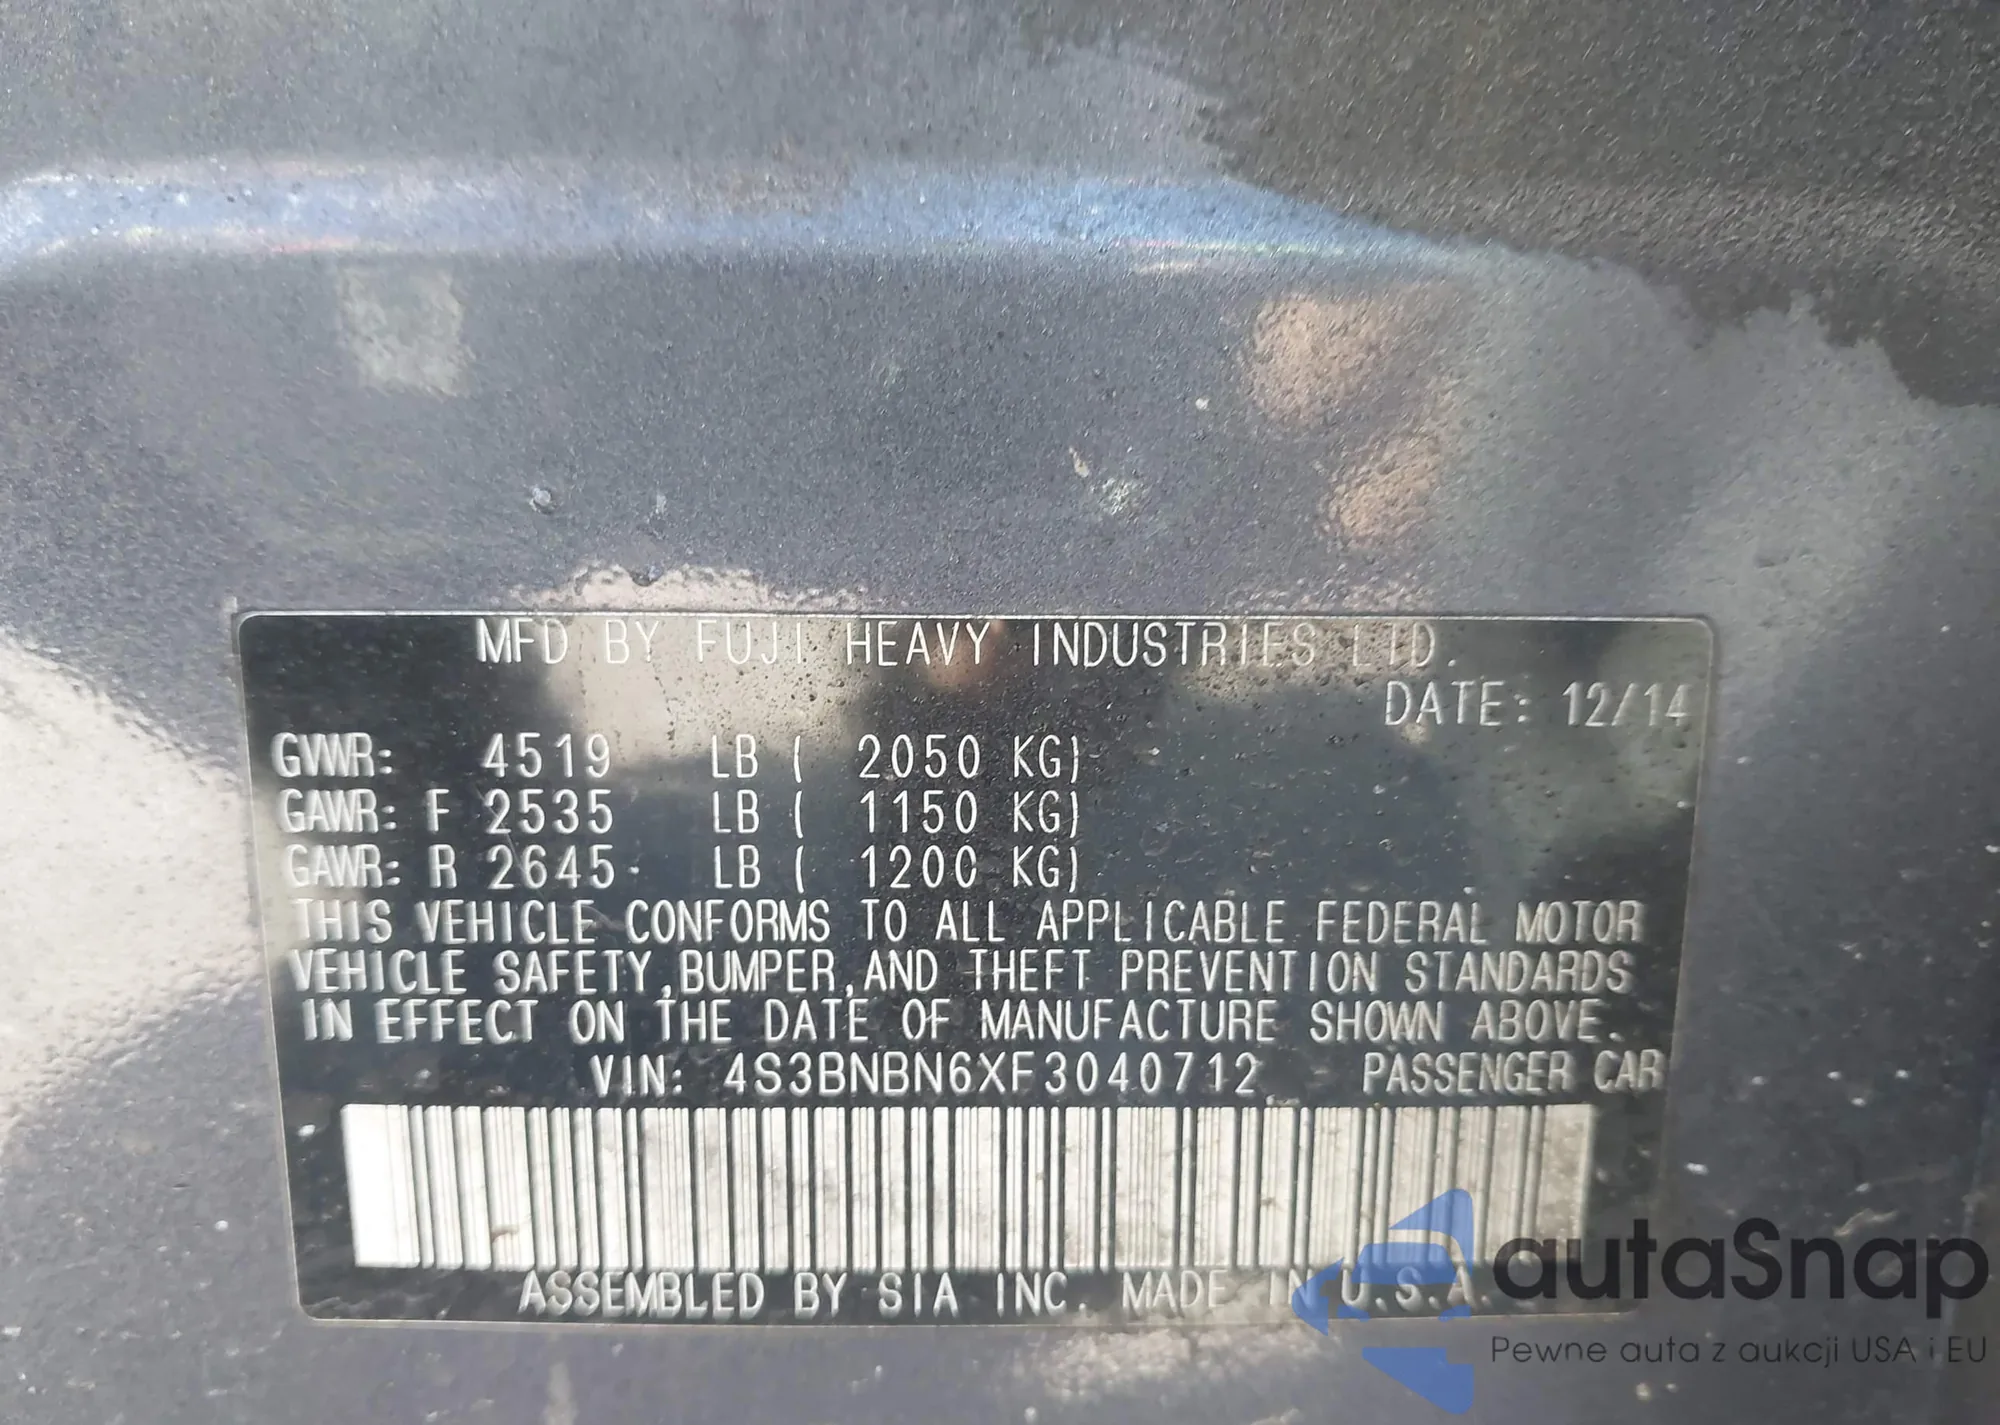 MFD BY FUJI HEAVY INDUSTRIES LTD.
DATE: 12/14
GVWR: 4519 LB ( 2050 KG)
GAWR: F 2535 LB ( 1150 KG)
GAWR: R 2645 LB ( 1200 KG)
THIS VEHICLE CONFORMS TO ALL APPLICABLE FEDERAL MOTOR
VEHICLE SAFETY,BUMPER,AND THEFT PREVENTION STANDARDS
IN EFFECT ON THE DATE OF MANUFACTURE SHOWN ABOVE.
VIN: 4S3BNBN6XF3040712 PASSENGER CAR
ASSEMBLED BY SIA INC. MADE IN U.S.A.
autaSnap
Pewne auta z aukcji USA i EU